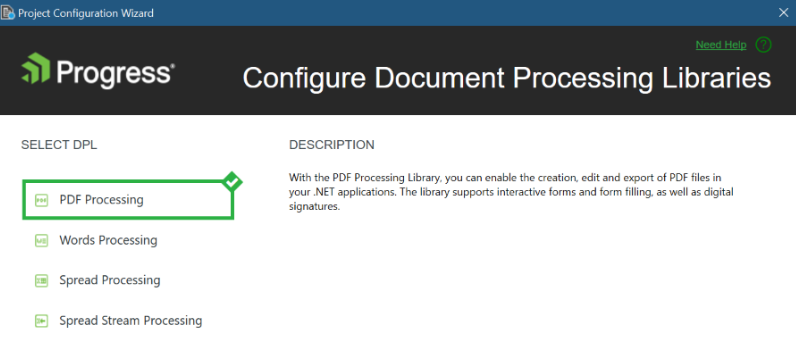 Project Configuration Wizard
Need Help
Progress®
Configure Document Processing Libraries
SELECT DPL
DESCRIPTION
With the PDF Processing Library, you can enable the creation, edit and export of PDF files in
your .NET applications. The library supports interactive forms and form filling, as well as digital
signatures.
PDF Processing
Words Processing
Spread Processing
Spread Stream Processing